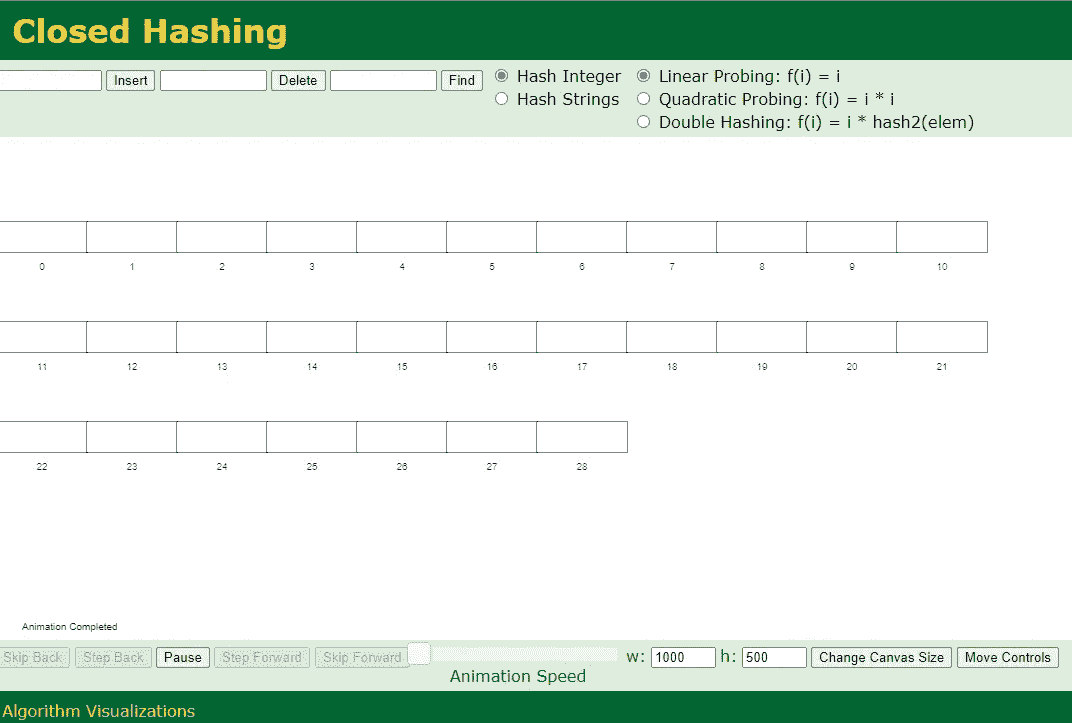 Closed Hashing
Insert Delete Find Hash Integer Linear Probing: f(i) = i
Hash Strings Quadratic Probing: f(i) = i * i
Double Hashing: f(i) = i * hash2(elem)
0 1 2 3 4 5 6 7 8 9 10
11 12 13 14 15 16 17 18 19 20 21
22 23 24 25 26 27 28
Animation Completed
Skip Back Step Back Pause Step Forward Skip Forward w: 1000 h: 500 Change Canvas Size Move Controls
Animation Speed
Algorithm Visualizations